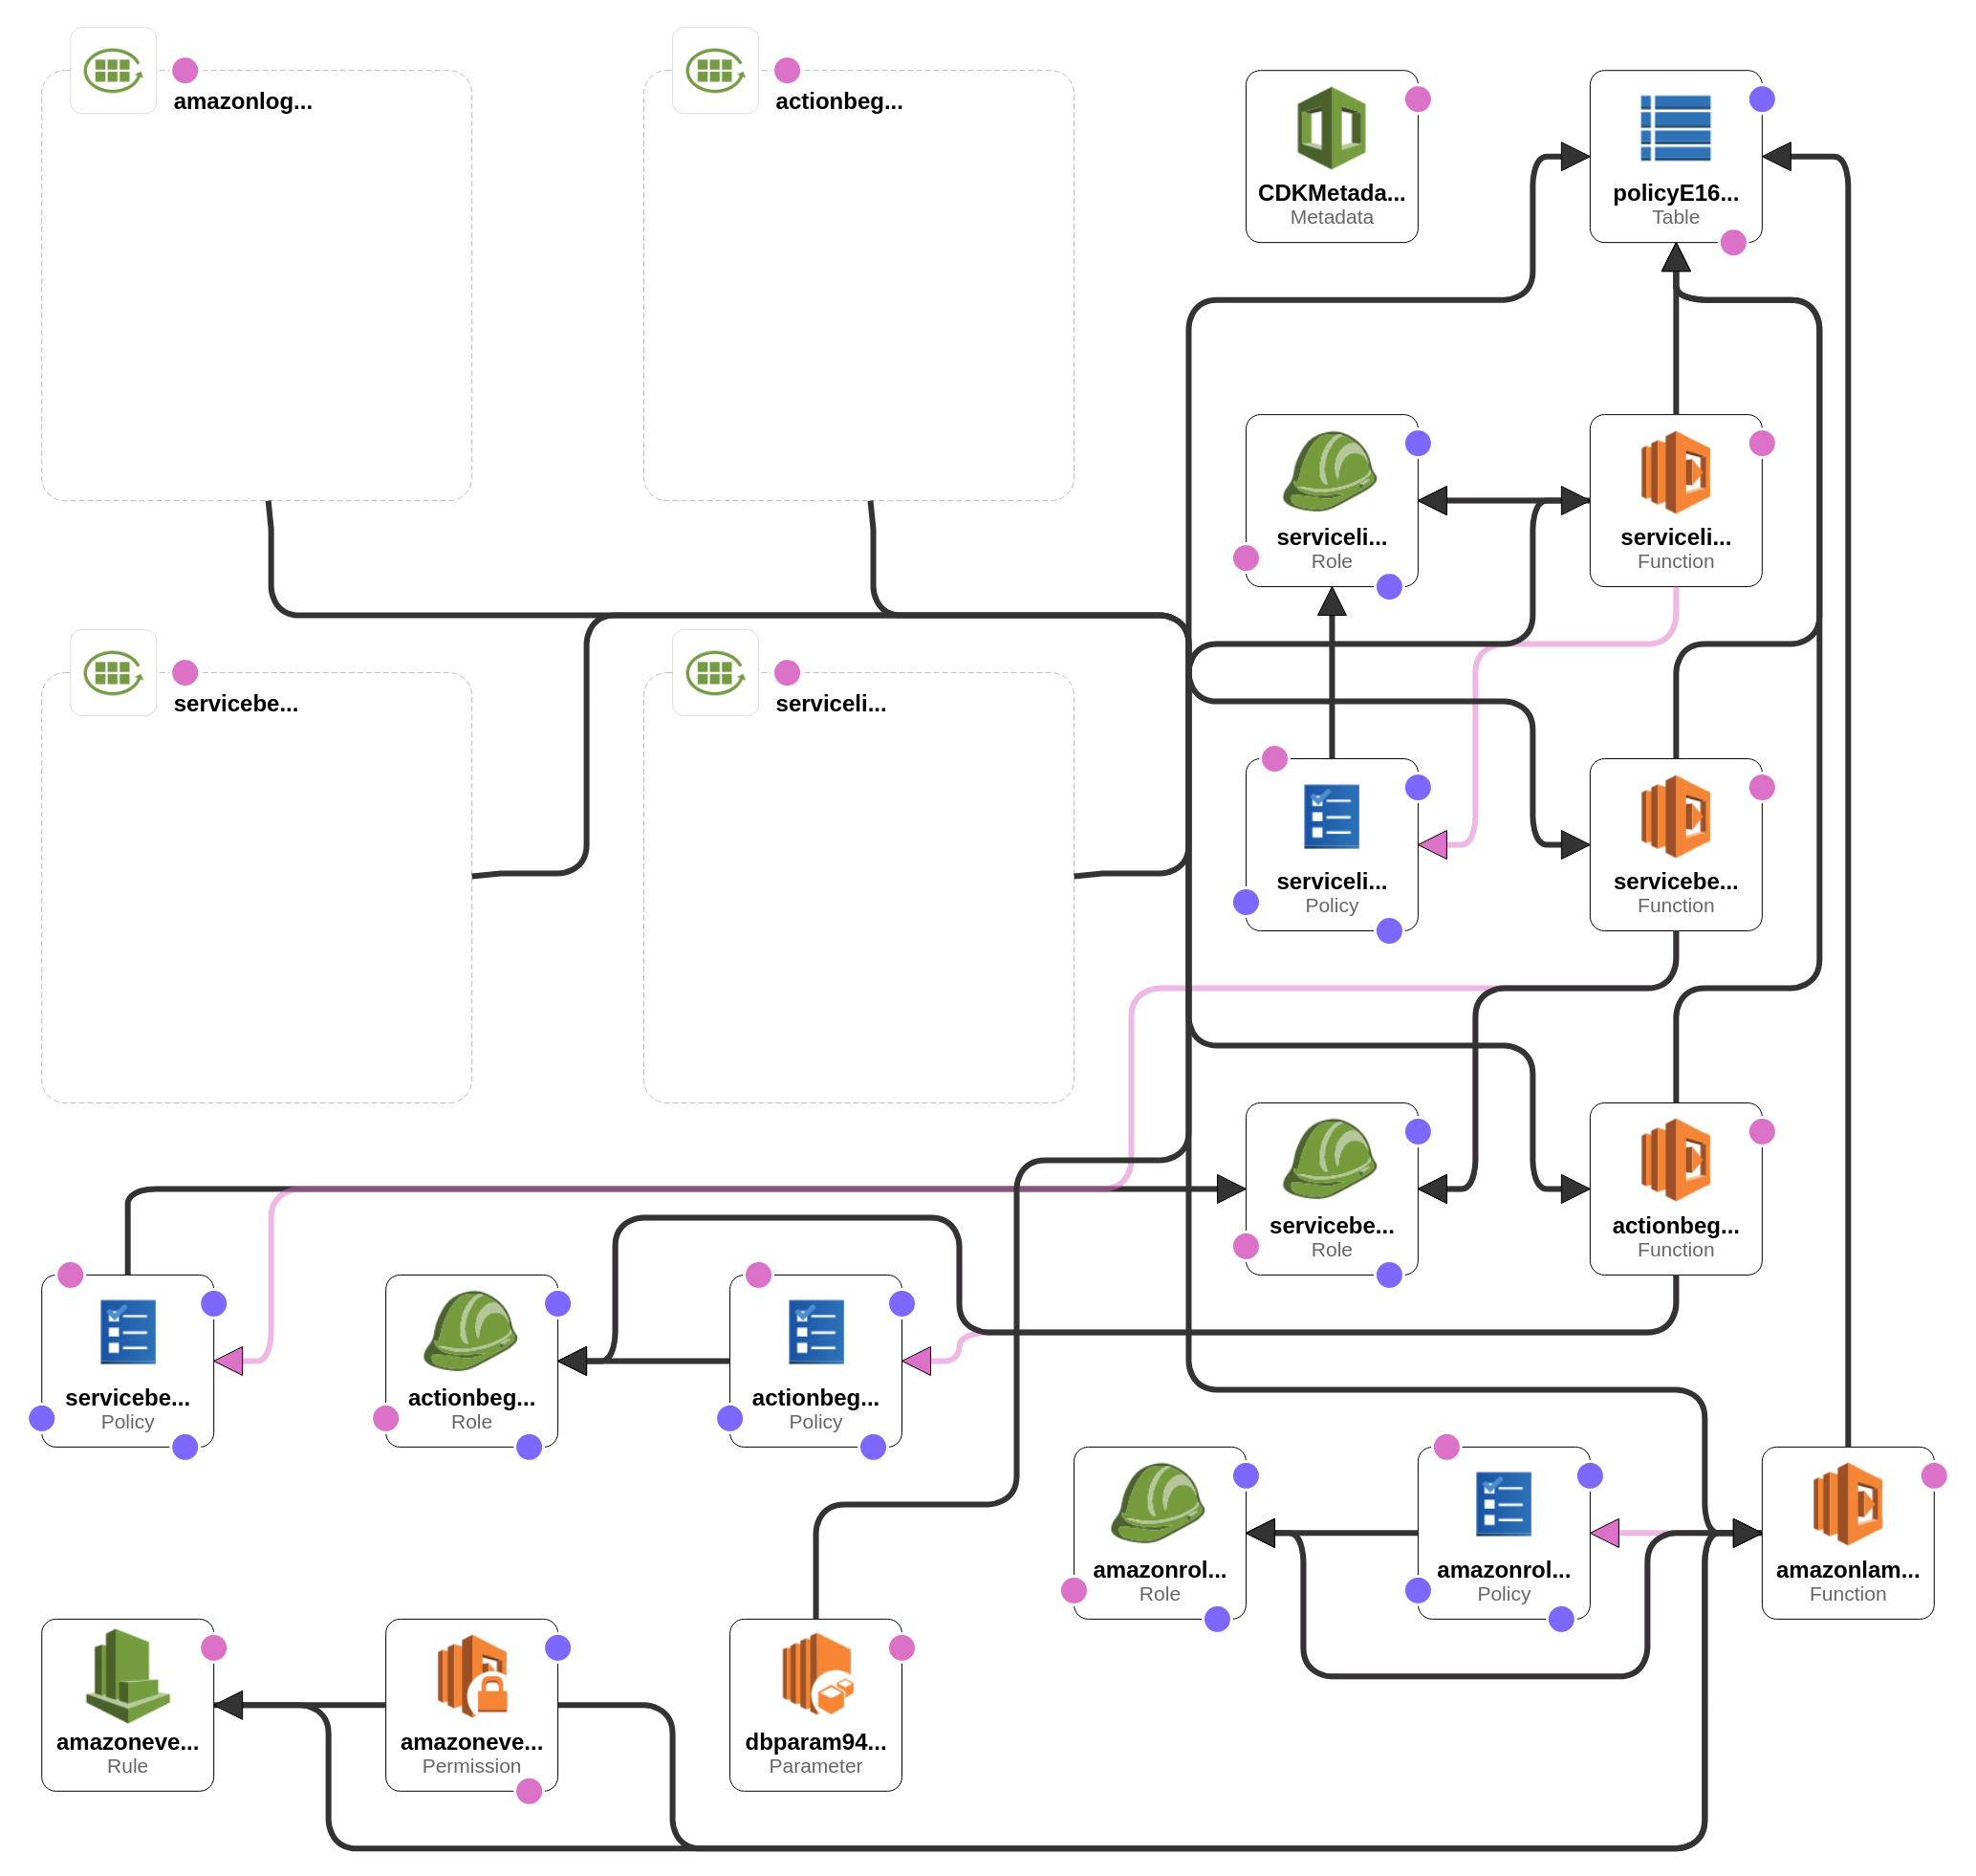 amazonlog...
actionbeg...
CDKMetada...
Metadata
policyE16...
Table
serviceli...
Role
serviceli...
Function
servicebe...
serviceli...
serviceli...
Policy
servicebe...
Function
servicebe...
Role
actionbeg...
Function
servicebe...
Policy
actionbeg...
Role
actionbeg...
Policy
amazonrol...
Role
amazonrol...
Policy
amazonlam...
Function
amazoneve...
Rule
amazoneve...
Permission
dbparam94...
Parameter